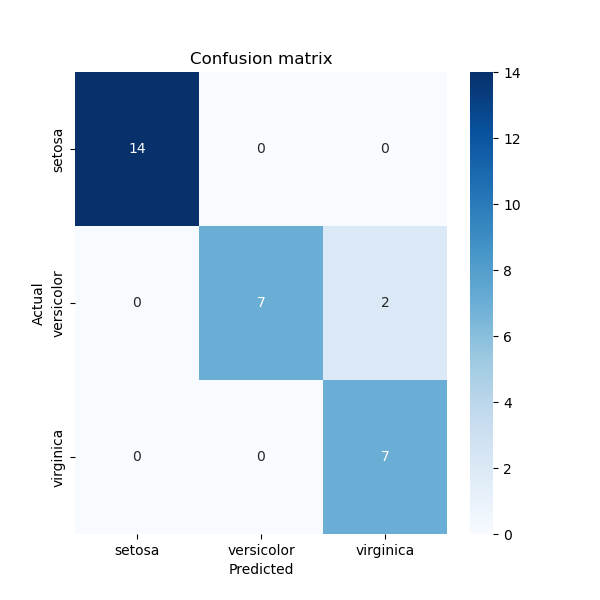 Confusion matrix
setosa
14 0 0
Actual
versicolor
0 7 2
virginica
0 0 7
setosa versicolor virginica
Predicted
14
12
10
8
6
4
2
0